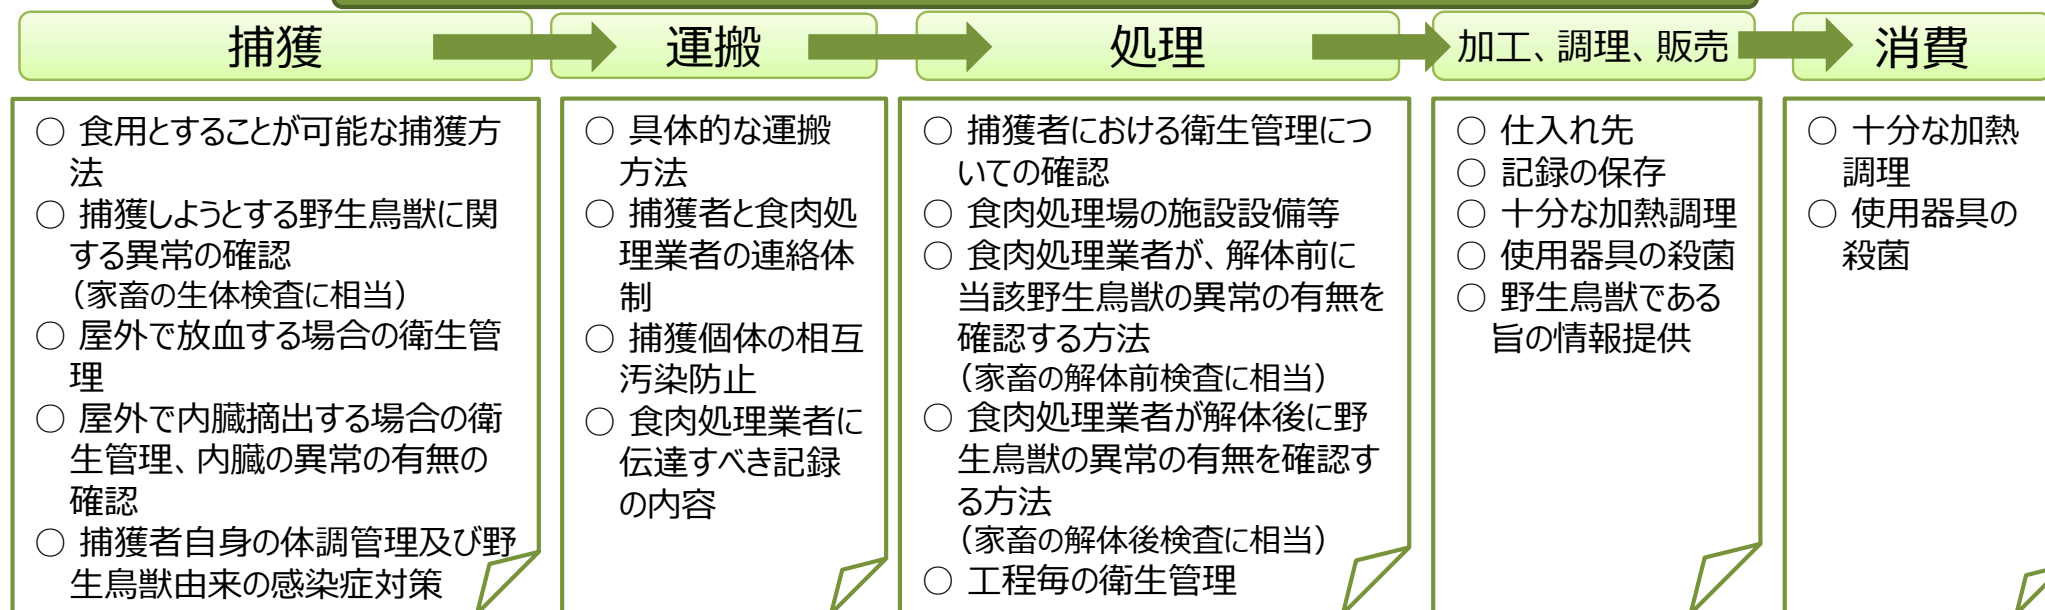 捕獲
運搬
処理
加工、調理、販売
消費
○ 食用とすることが可能な捕獲方
法
○ 捕獲しようとする野生鳥獣に関
する異常の確認
（家畜の生体検査に相当）
○ 屋外で放血する場合の衛生管
理
○ 屋外で内臓摘出する場合の衛
生管理、内臓の異常の有無の
確認
○ 捕獲者自身の体調管理及び野
生鳥獣由来の感染症対策
○ 具体的な運搬
方法
○ 捕獲者と食肉処
理業者の連絡体
制
○ 捕獲個体の相互
汚染防止
○ 食肉処理業者に
伝達すべき記録
の内容
○ 捕獲者における衛生管理につ
いての確認
○ 食肉処理場の施設設備等
○ 食肉処理業者が、解体前に
当該野生鳥獣の異常の有無を
確認する方法
（家畜の解体前検査に相当）
○ 食肉処理業者が解体後に野
生鳥獣の異常の有無を確認す
る方法
（家畜の解体後検査に相当）
○ 工程毎の衛生管理
○ 仕入れ先
○ 記録の保存
○ 十分な加熱調理
○ 使用器具の殺菌
○ 野生鳥獣である
旨の情報提供
○ 十分な加熱
調理
○ 使用器具の
殺菌